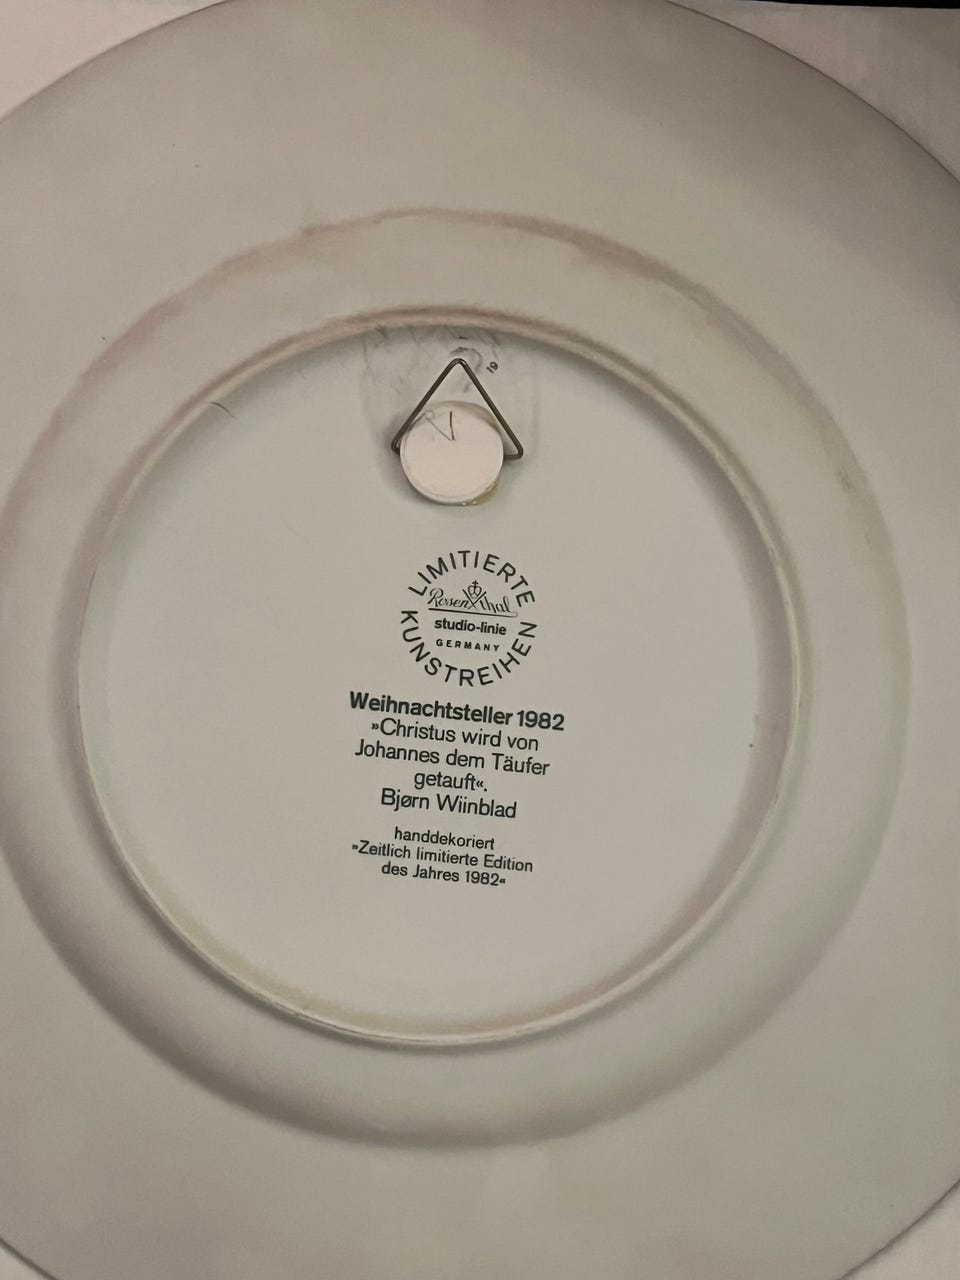 19
LIMITIERTE
Rosenthal
studio-linie
GERMANY
KUNSTREIHEN
Weihnachtsteller 1982
»Christus wird von
Johannes dem Täufer
getauft«.
Bjørn Wiinblad
handdekoriert
»Zeitlich limitierte Edition
des Jahres 1982«